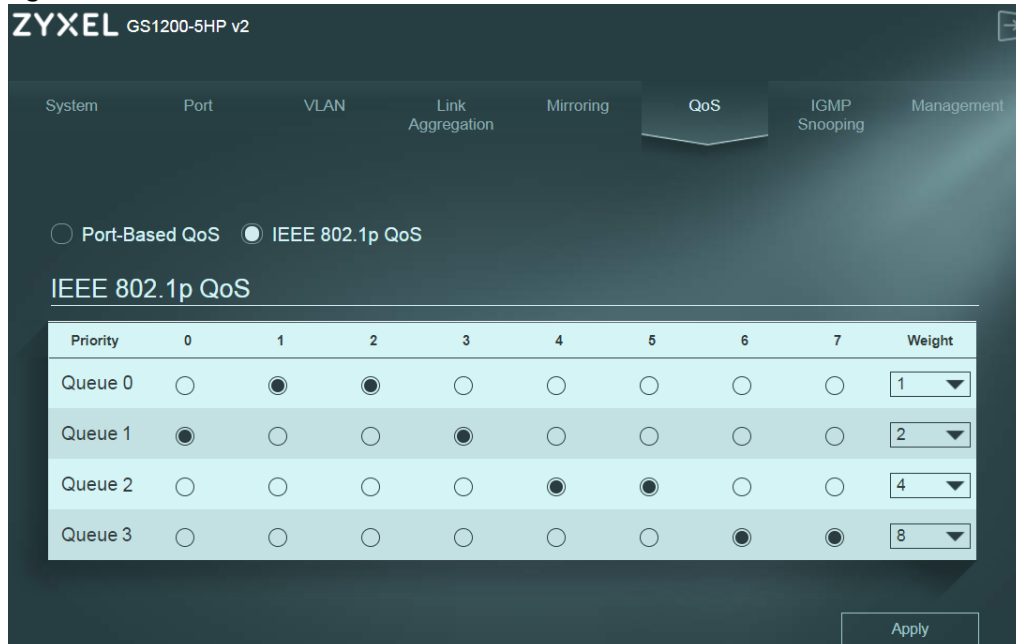 ZYXEL GS1200-5HP v2
System Port VLAN Link Aggregation Mirroring QoS IGMP Snooping Management
Port-Based QoS IEEE 802.1p QoS
IEEE 802.1p QoS
Priority 0 1 2 3 4 5 6 7 Weight
Queue 0 1
Queue 1 2
Queue 2 4
Queue 3 8
Apply